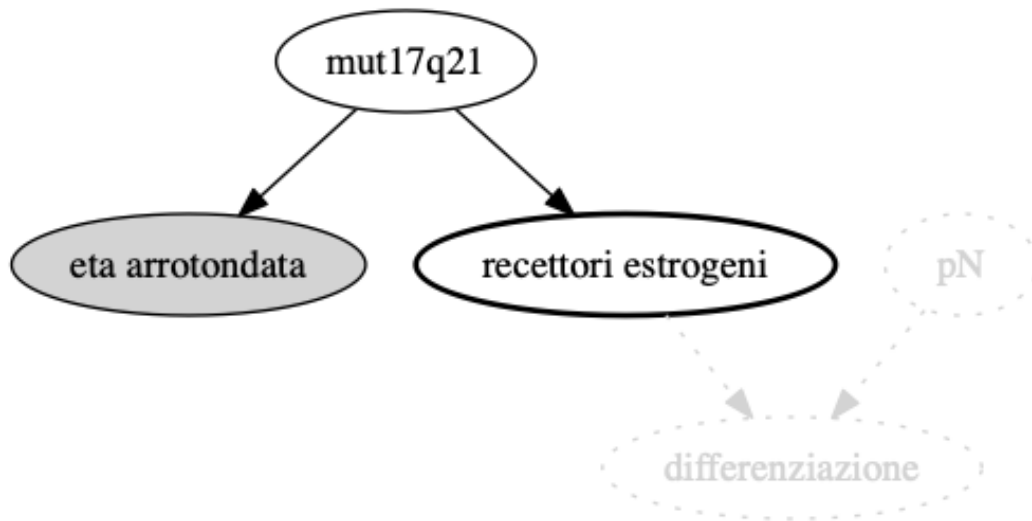 mut17q21
eta arrotondata
recettori estrogeni
pN
differenziazione